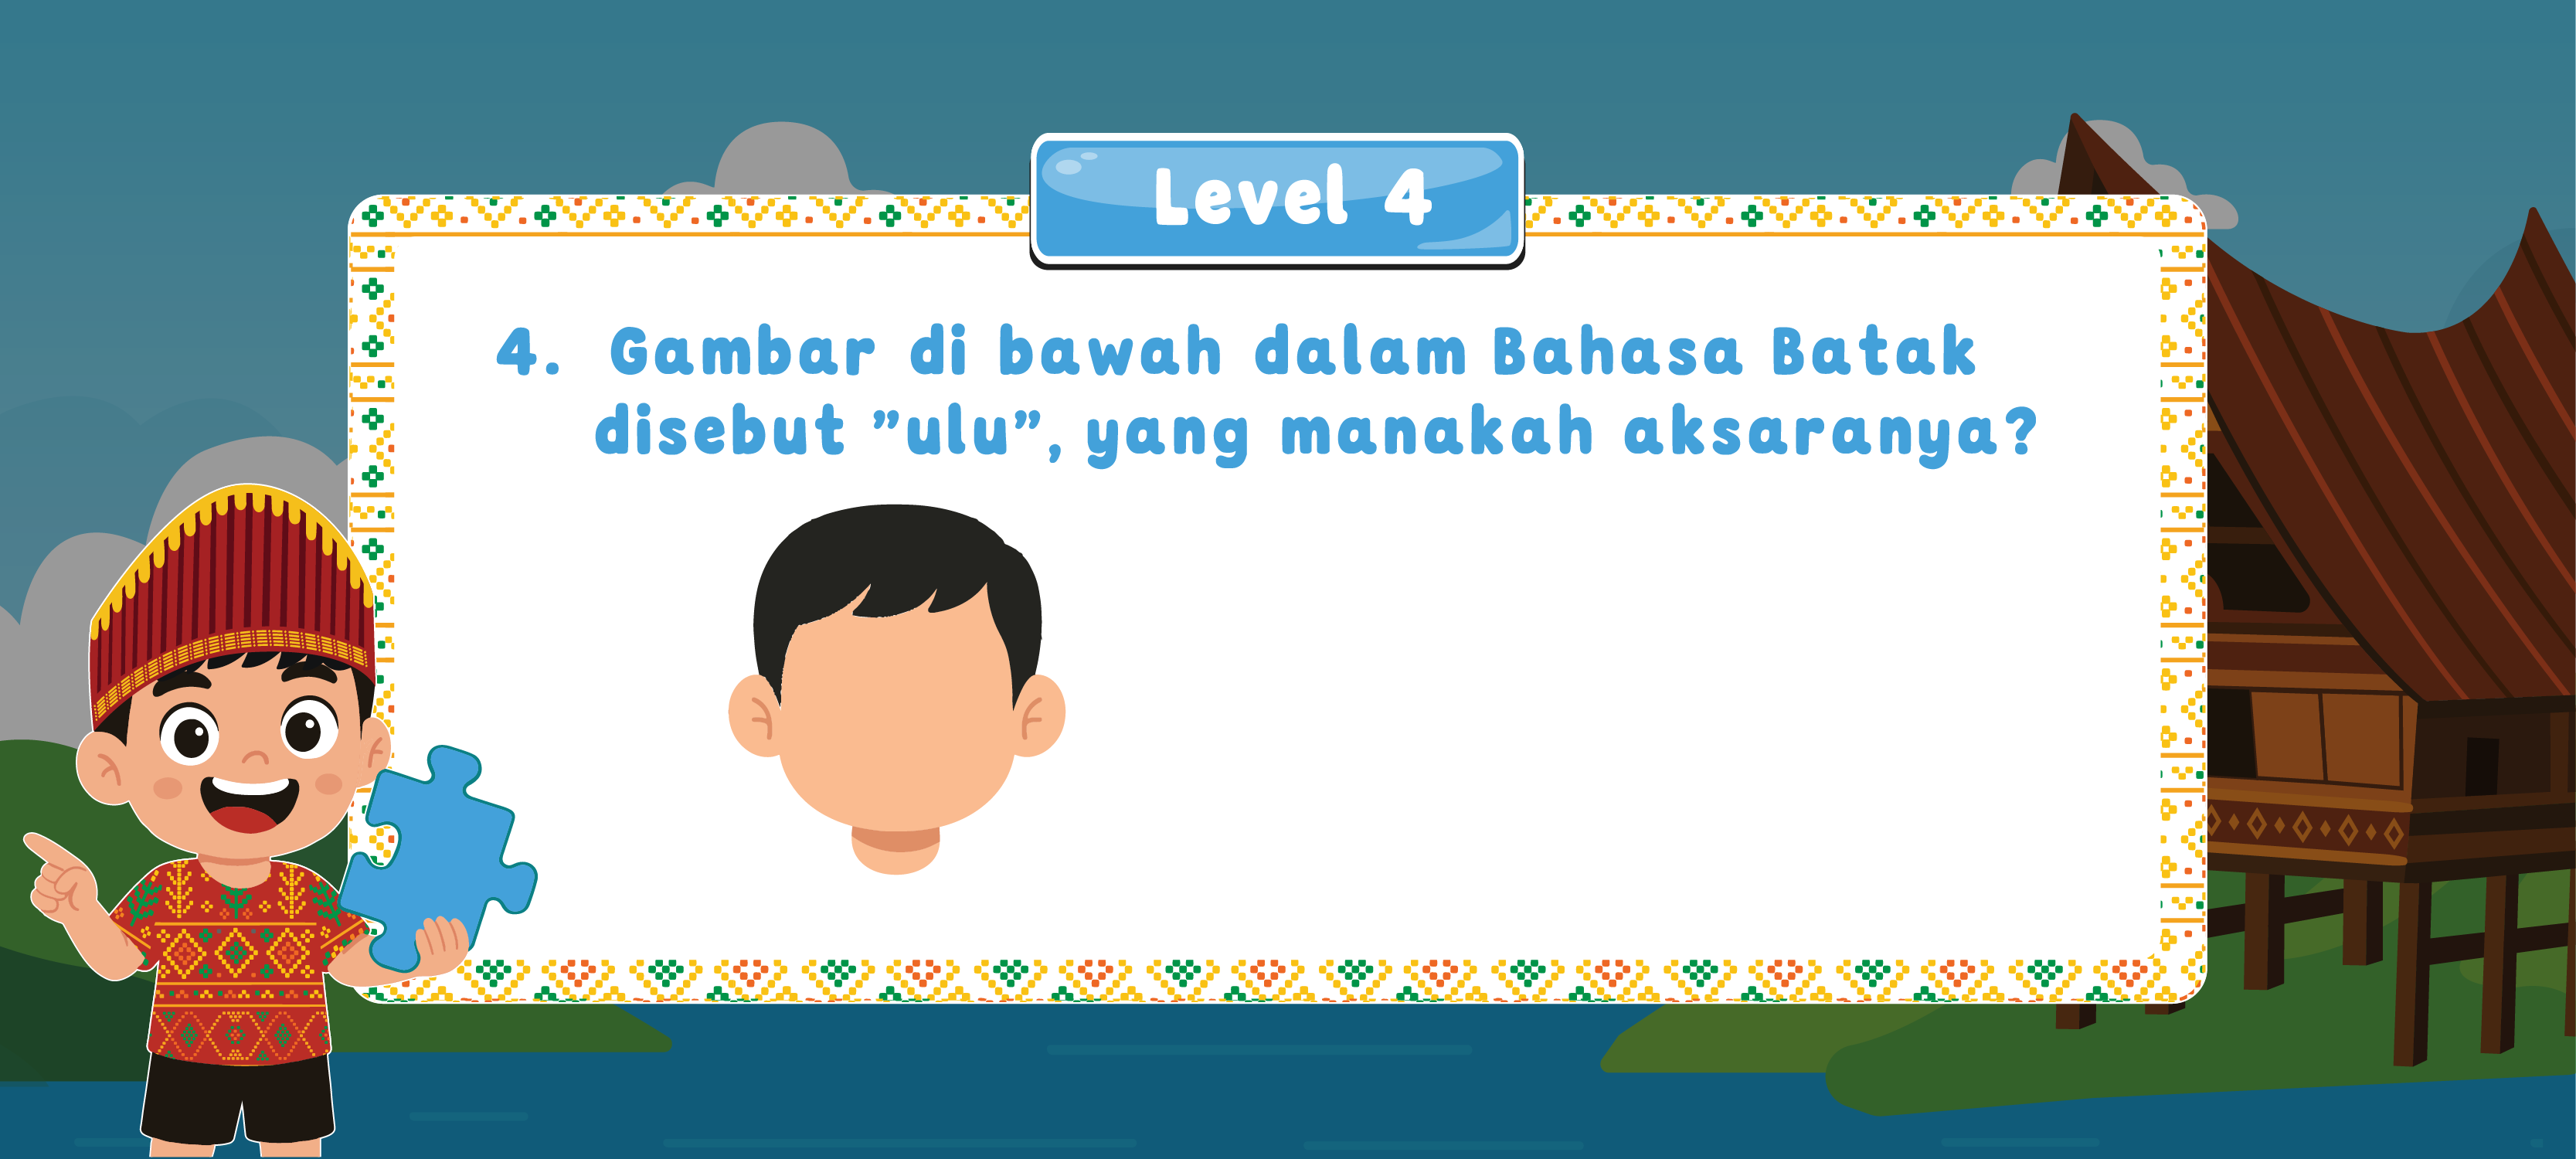 Level 4
4. Gambar di bawah dalam Bahasa Batak
disebut ”ulu”, yang manakah aksaranya?